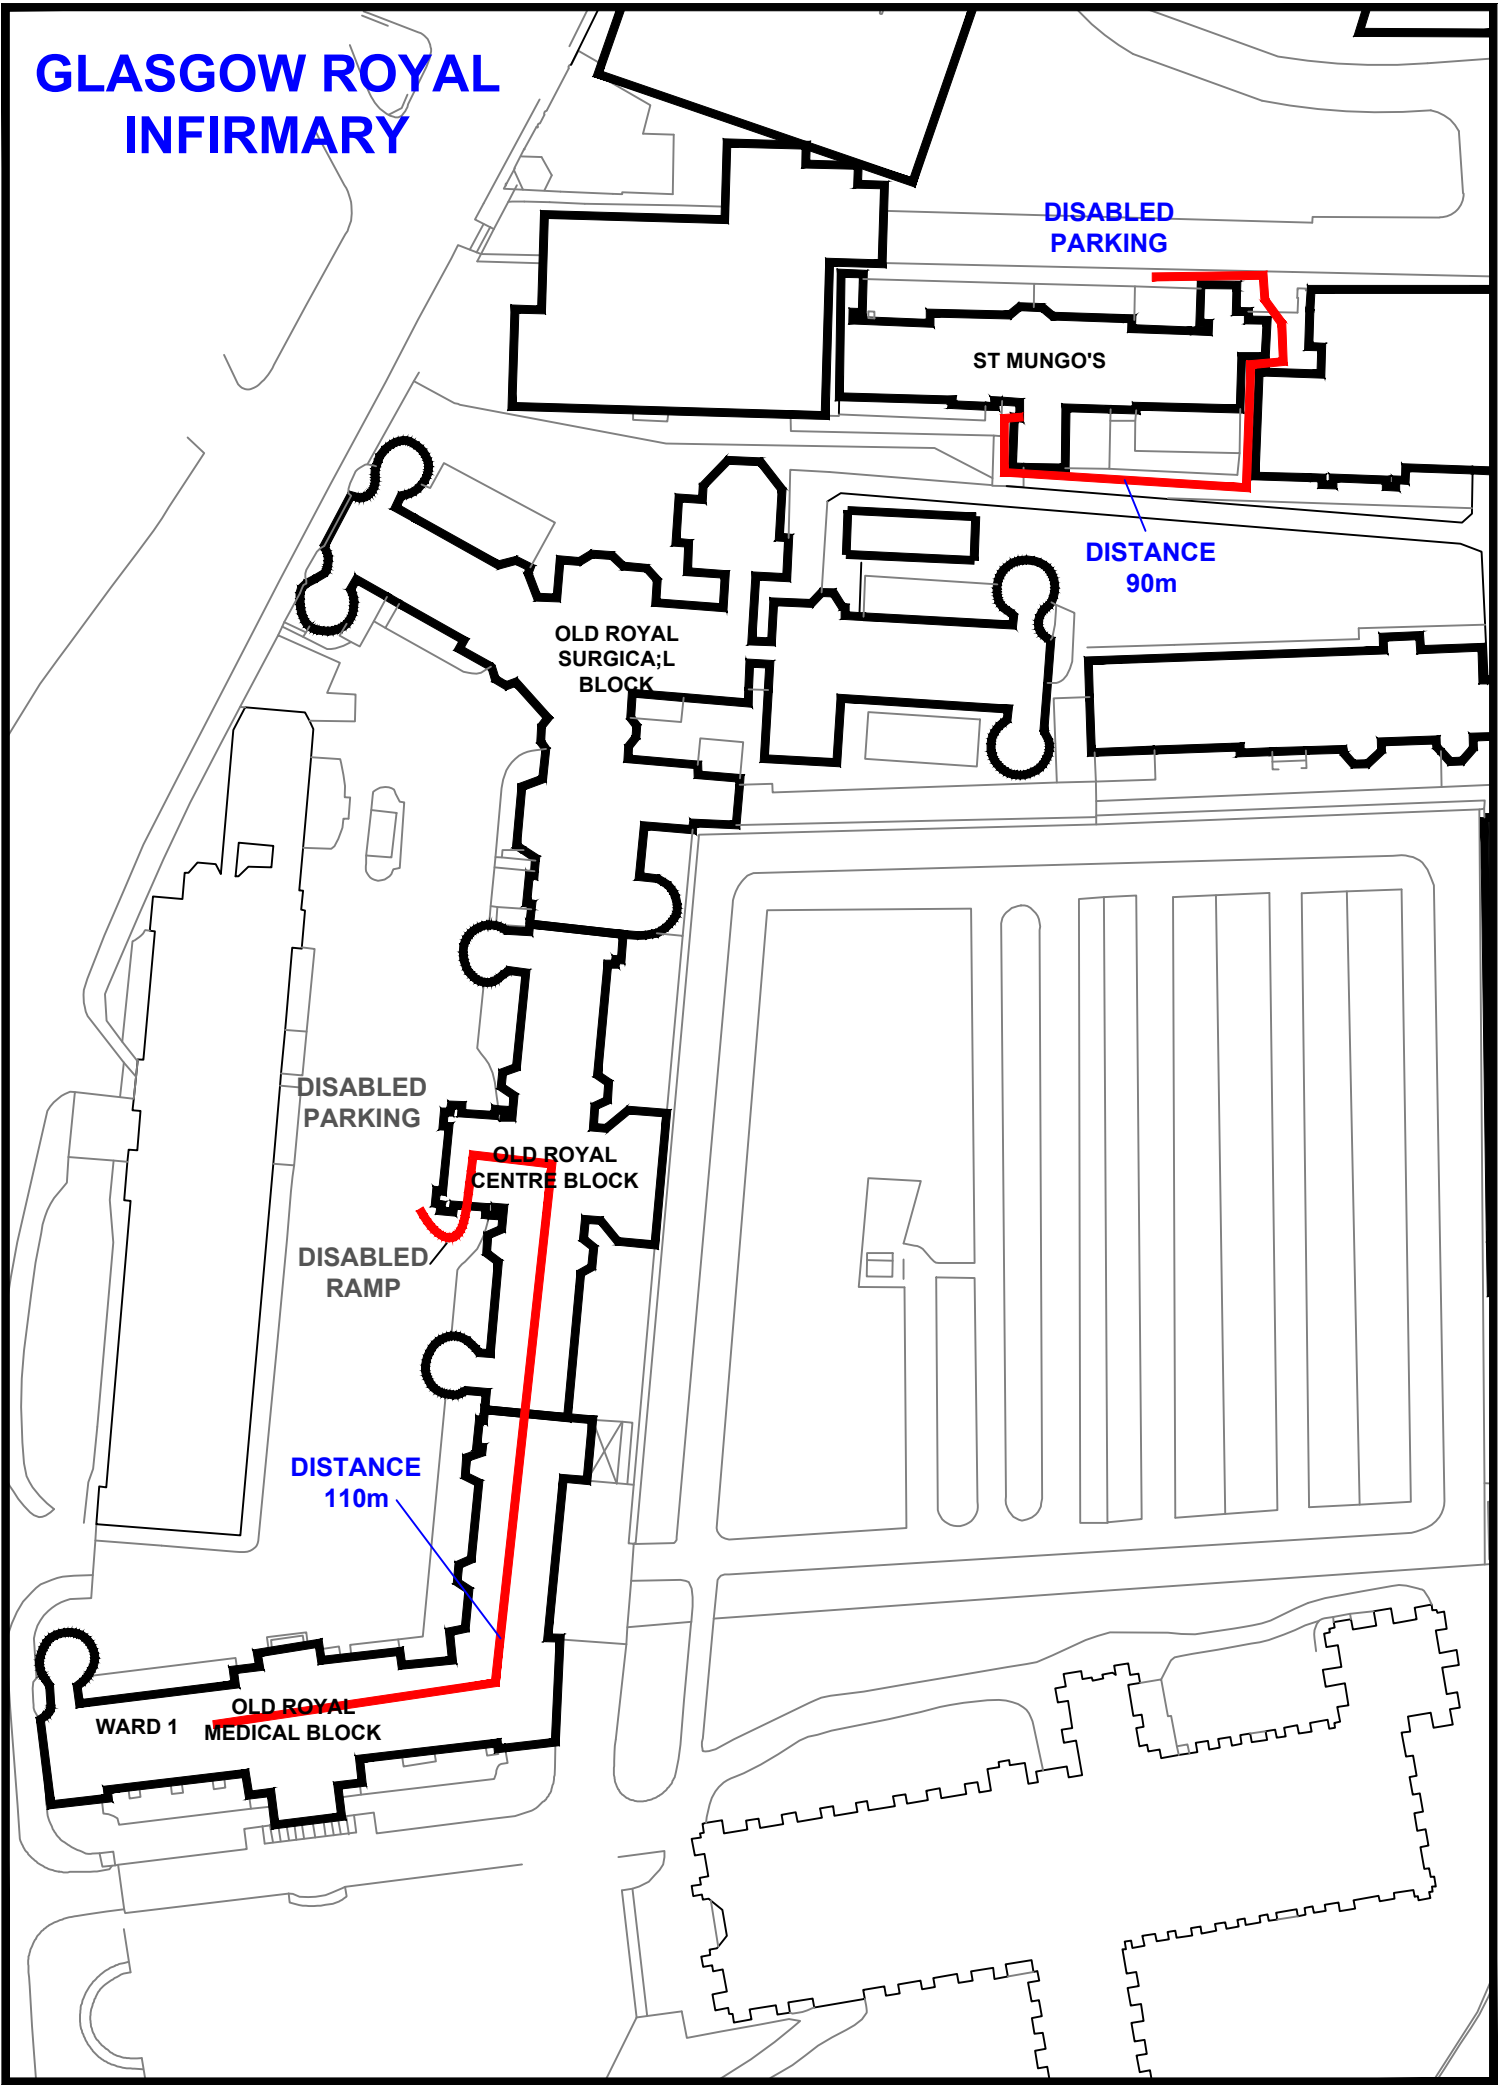 GLASGOW ROYAL
INFIRMARY
DISABLED
PARKING
ST MUNGO'S
DISTANCE
90m
OLD ROYAL
SURGICA;L
BLOCK
DISABLED
PARKING
OLD ROYAL
CENTRE BLOCK
DISABLED
RAMP
DISTANCE
110m
WARD 1
OLD ROYAL
MEDICAL BLOCK